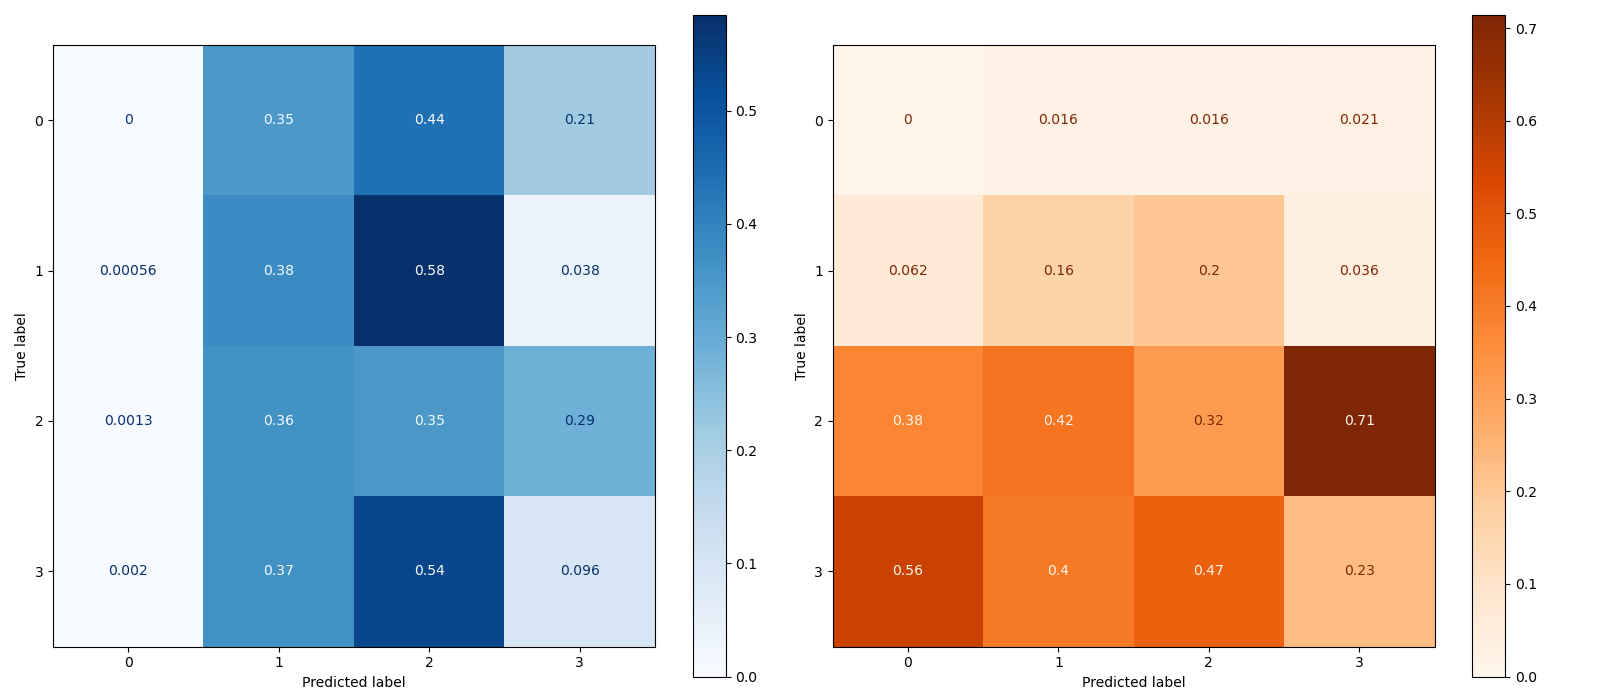 0 0 0.35 0.44 0.21
1 0.00056 0.38 0.58 0.038
2 0.0013 0.36 0.35 0.29
3 0.002 0.37 0.54 0.096
0 1 2 3
Predicted label
True label
0.5
0.4
0.3
0.2
0.1
0.0
0 0 0.016 0.016 0.021
1 0.062 0.16 0.2 0.036
2 0.38 0.42 0.32 0.71
3 0.56 0.4 0.47 0.23
0 1 2 3
Predicted label
True label
0.7
0.6
0.5
0.4
0.3
0.2
0.1
0.0